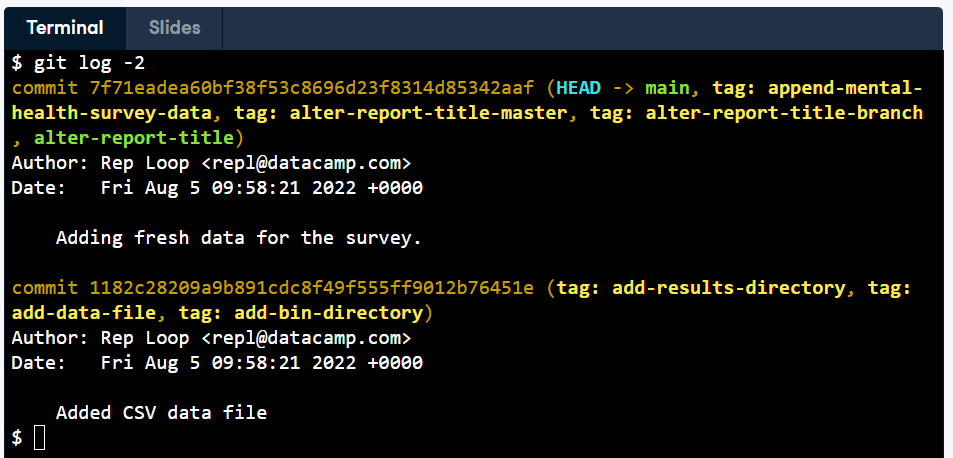 Terminal Slides
$ git log -2
commit 7f71eadea60bf38f53c8696d23f8314d85342aaf (HEAD -> main, tag: append-mental-
health-survey-data, tag: alter-report-title-master, tag: alter-report-title-branch
, alter-report-title)
Author: Rep Loop <repl@datacamp.com>
Date:   Fri Aug 5 09:58:21 2022 +0000
    Adding fresh data for the survey.
commit 1182c28209a9b891cdc8f49f555ff9012b76451e (tag: add-results-directory, tag:
add-data-file, tag: add-bin-directory)
Author: Rep Loop <repl@datacamp.com>
Date:   Fri Aug 5 09:58:21 2022 +0000
    Added CSV data file
$